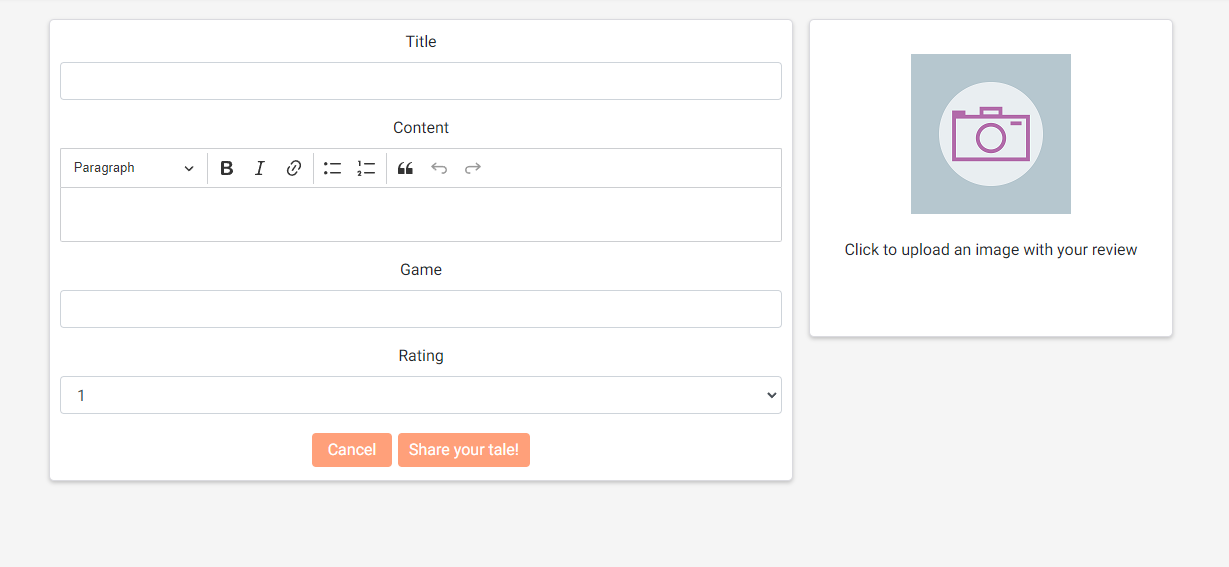 Title
Content
Paragraph
B I
Game
Rating
1
Cancel Share your tale!
Click to upload an image with your review